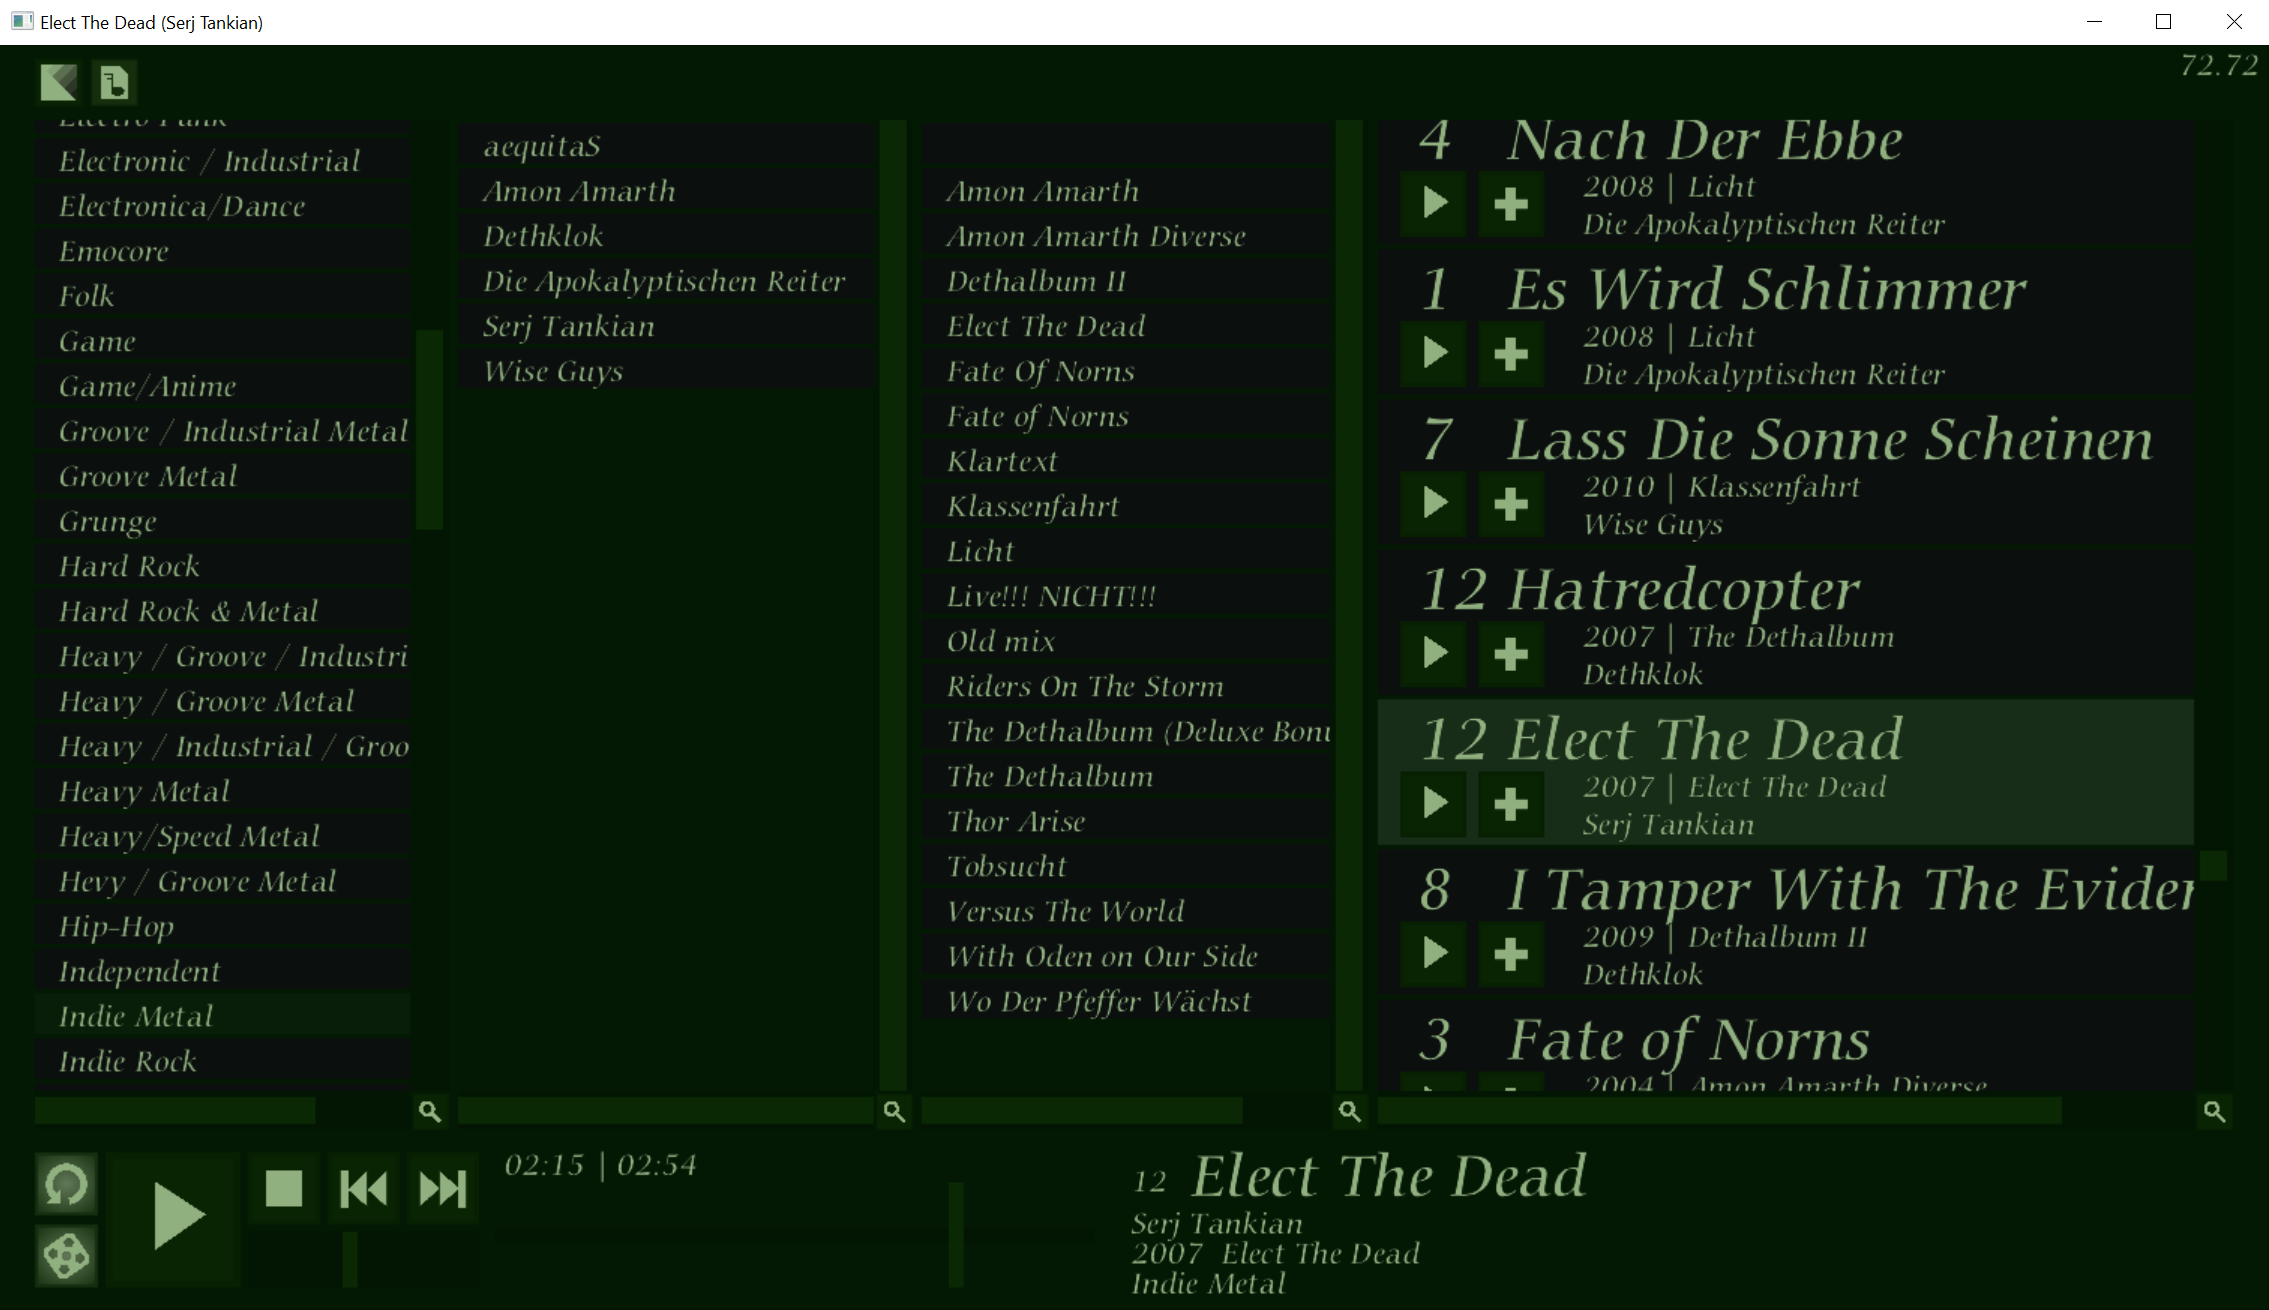 Elect The Dead (Serj Tankian)
72.72
Electro Punk
Electronic / Industrial
Electronica/Dance
Emocore
Folk
Game
Game/Anime
Groove / Industrial Metal
Groove Metal
Grunge
Hard Rock
Hard Rock & Metal
Heavy / Groove / Industri
Heavy / Groove Metal
Heavy / Industrial / Groo
Heavy Metal
Heavy/Speed Metal
Hevy / Groove Metal
Hip-Hop
Independent
Indie Metal
Indie Rock
aequitaS
Amon Amarth
Dethklok
Die Apokalyptischen Reiter
Serj Tankian
Wise Guys
Amon Amarth
Amon Amarth Diverse
Dethalbum II
Elect The Dead
Fate Of Norns
Fate of Norns
Klartext
Klassenfahrt
Licht
Live!!! NICHT!!!
Old mix
Riders On The Storm
The Dethalbum (Deluxe Bonu
The Dethalbum
Thor Arise
Tobsucht
Versus The World
With Oden on Our Side
Wo Der Pfeffer Wächst
4 Nach Der Ebbe
2008 | Licht
Die Apokalyptischen Reiter
1 Es Wird Schlimmer
2008 | Licht
Die Apokalyptischen Reiter
7 Lass Die Sonne Scheinen
2010 | Klassenfahrt
Wise Guys
12 Hatredcopter
2007 | The Dethalbum
Dethklok
12 Elect The Dead
2007 | Elect The Dead
Serj Tankian
8 I Tamper With The Eviden
2009 | Dethalbum II
Dethklok
3 Fate of Norns
2004 | Amon Amarth Diverse
02:15 | 02:54
12 Elect The Dead
Serj Tankian
2007 Elect The Dead
Indie Metal